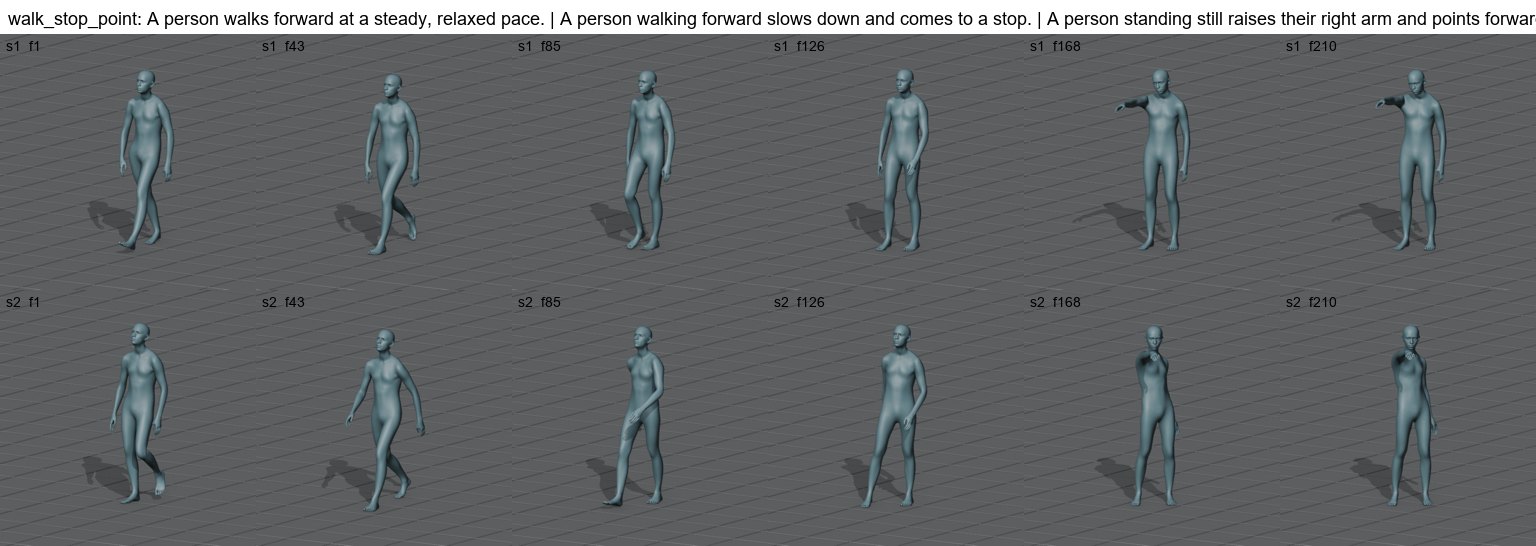 walk_stop_point: A person walks forward at a steady, relaxed pace. | A person walking forward slows down and comes to a stop. | A person standing still raises their right arm and points
s1_f1 s1_f43 s1_f85 s1_f126 s1_f168 s1_f210
s2_f1 s2_f43 s2_f85 s2_f126 s2_f168 s2_f210